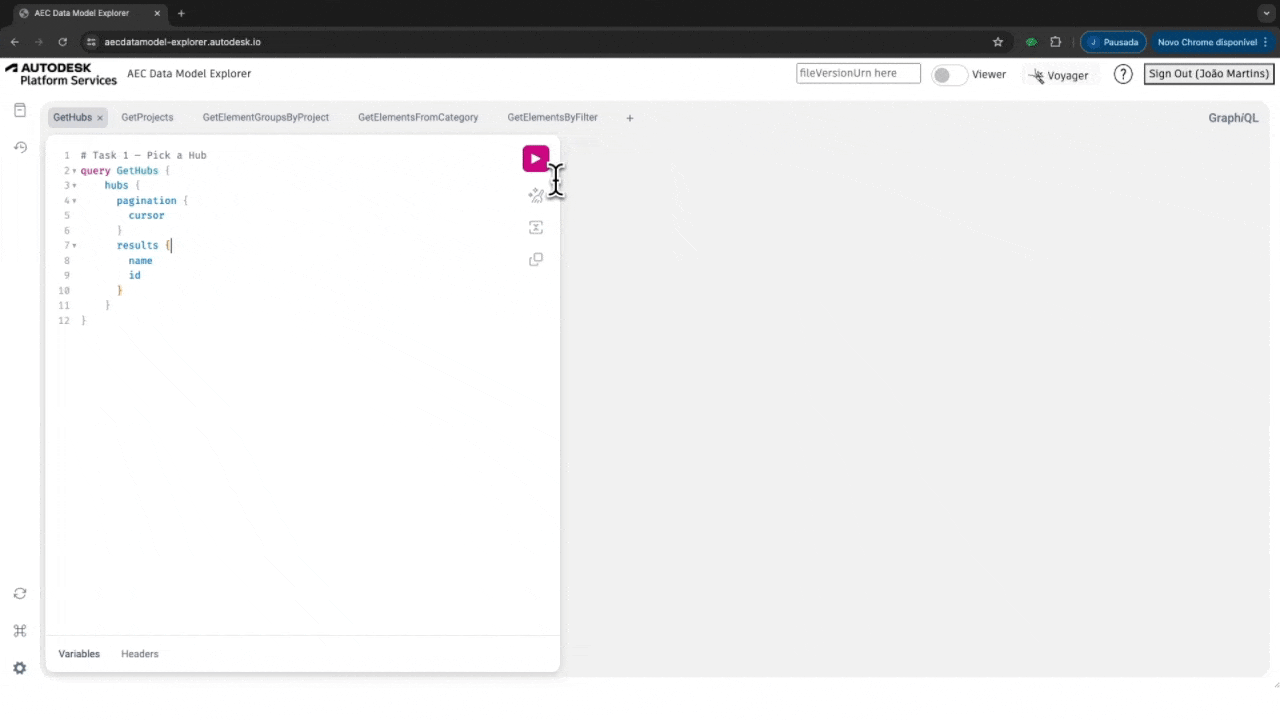 AEC Data Model Explorer
aecdatamodel-explorer.autodesk.io
J Pausada
Novo Chrome disponível
AUTODESK
Platform Services
AEC Data Model Explorer
fileVersionUrn here
Viewer
Voyager
?
Sign Out (João Martins)
GetHubs
GetProjects
GetElementGroupsByProject
GetElementsFromCategory
GetElementsByFilter
GraphiQL
1 # Task 1 – Pick a Hub
2 query GetHubs {
3 hubs {
4 pagination {
5 cursor
6 }
7 results {
8 name
9 id
10 }
11 }
12 }
Variables
Headers